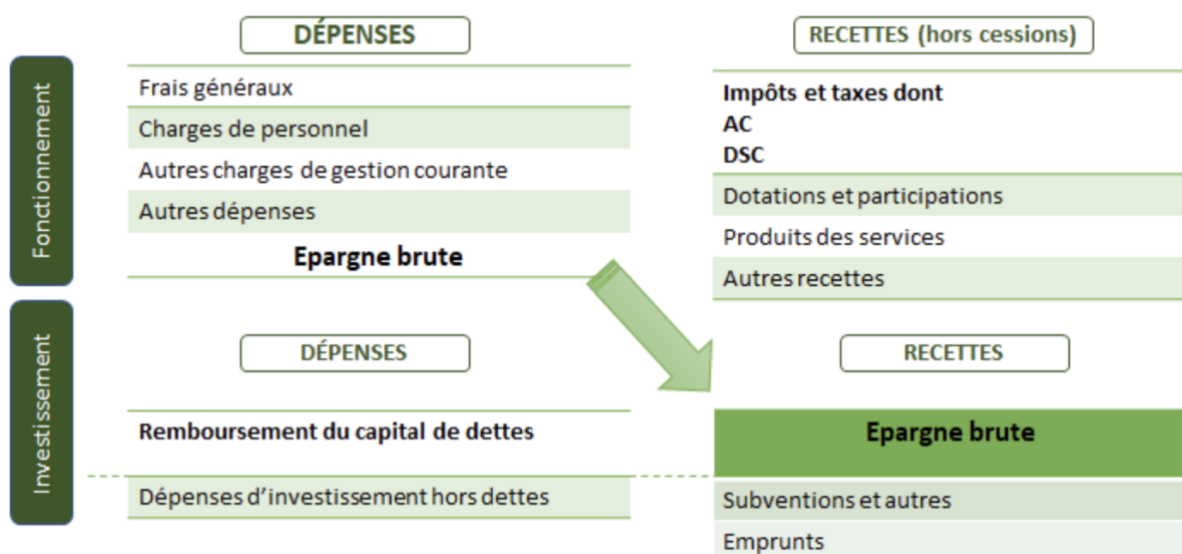 DÉPENSES
RECETTES (hors cessions)
Fonctionnement
Frais généraux
Charges de personnel
Autres charges de gestion courante
Autres dépenses
Epargne brute
Impôts et taxes dont
AC
DSC
Dotations et participations
Produits des services
Autres recettes
Investissement
DÉPENSES
RECETTES
Remboursement du capital de dettes
Dépenses d'investissement hors dettes
Epargne brute
Subventions et autres
Emprunts